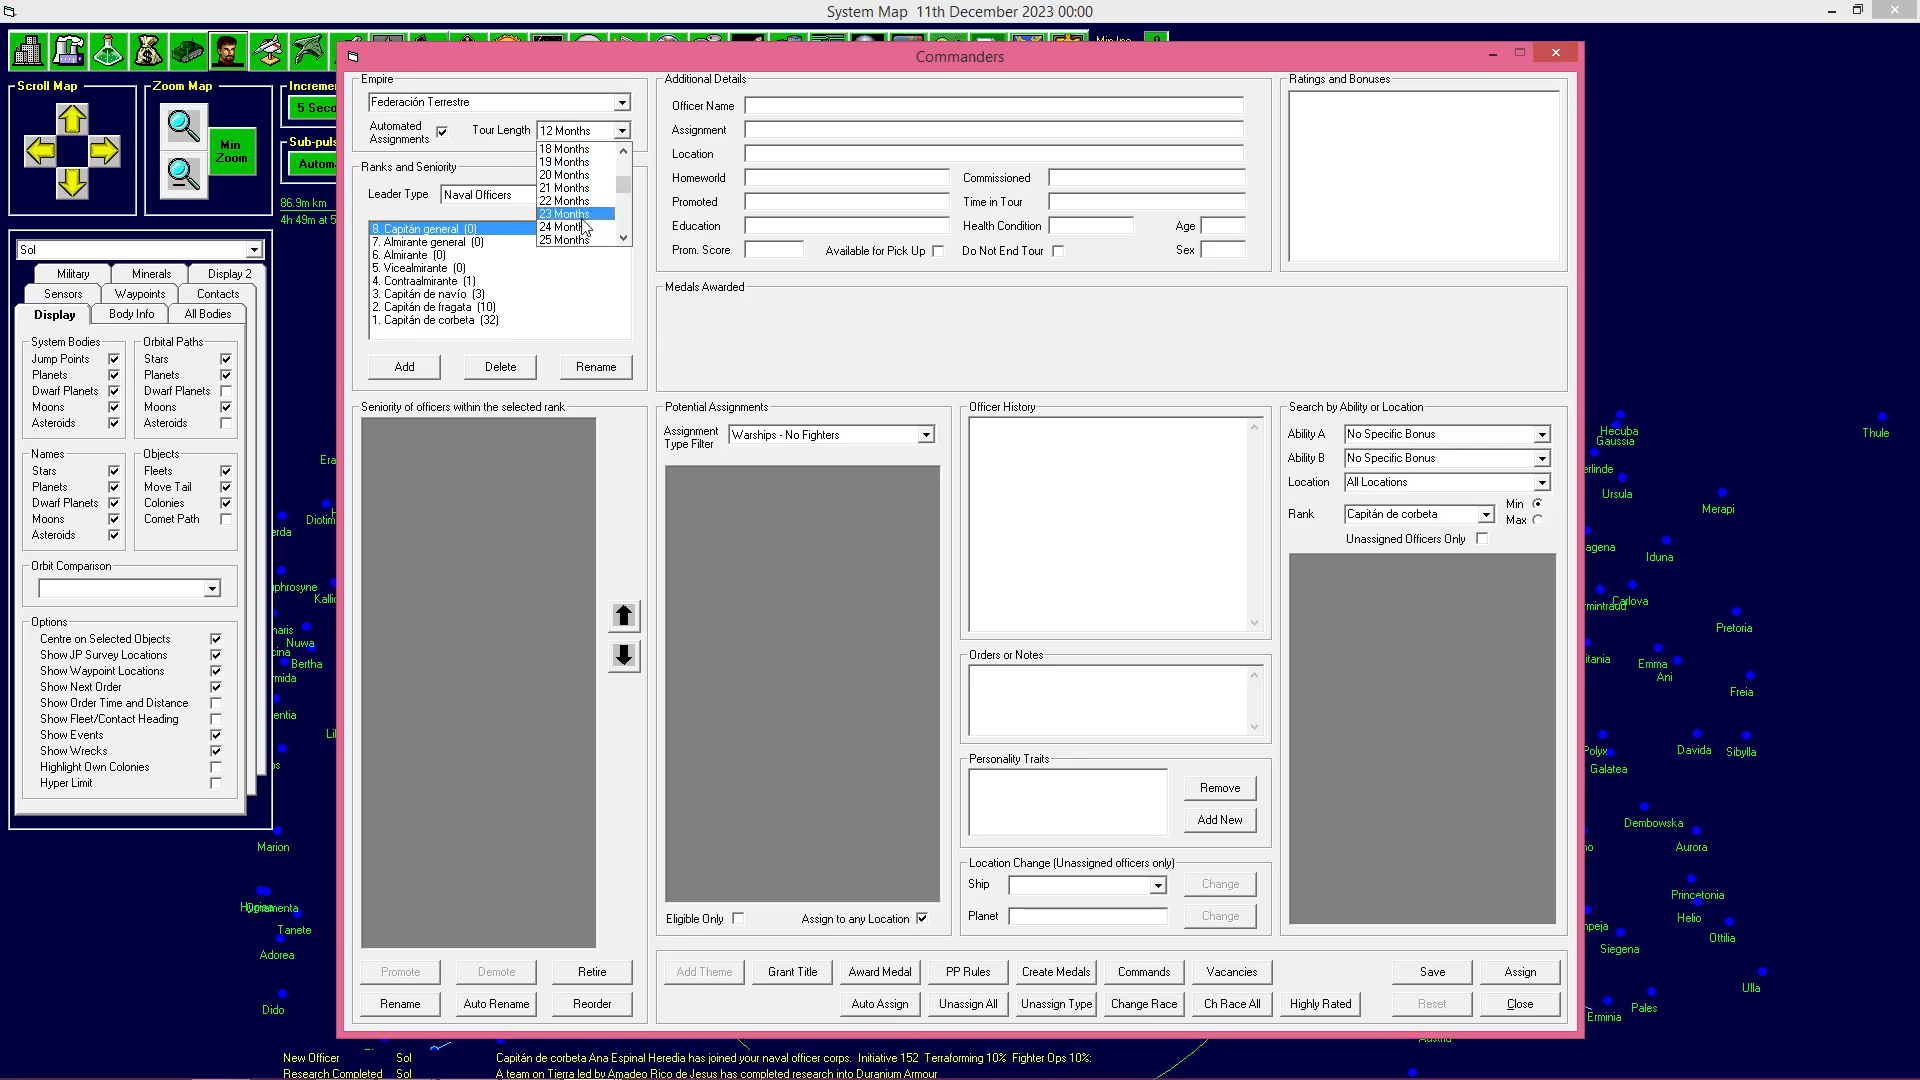 System Map  11th December 2023 00:00
Scroll Map
Zoom Map
Min Zoom
Increme
5 Seco
Sub-puls
Autom
86.9m km
4h 49m at 5
Sol
Military
Minerals
Display 2
Sensors
Waypoints
Contacts
Display
Body Info
All Bodies
System Bodies
Jump Points
Planets
Dwarf Planets
Moons
Asteroids
Orbital Paths
Stars
Planets
Dwarf Planets
Moons
Asteroids
Names
Stars
Planets
Dwarf Planets
Moons
Asteroids
Objects
Fleets
Move Tail
Colonies
Comet Path
Orbit Comparison
Options
Centre on Selected Objects
Show JP Survey Locations
Show Waypoint Locations
Show Next Order
Show Order Time and Distance
Show Fleet/Contact Heading
Show Events
Show Wrecks
Highlight Own Colonies
Hyper Limit
Commanders
Empire
Federación Terrestre
Automated Assignments
Tour Length
12 Months
18 Months
19 Months
20 Months
21 Months
22 Months
23 Months
24 Month
25 Months
Ranks and Seniority
Leader Type
Naval Officers
8. Capitán general  (0)
7. Almirante general  (0)
6. Almirante  (0)
5. Vicealmirante  (0)
4. Contraalmirante  (1)
3. Capitán de navío  (3)
2. Capitán de fragata  (10)
1. Capitán de corbeta  (32)
Add
Delete
Rename
Seniority of officers within the selected rank
Promote
Demote
Retire
Rename
Auto Rename
Reorder
Additional Details
Officer Name
Assignment
Location
Homeworld
Commissioned
Promoted
Time in Tour
Education
Health Condition
Age
Prom. Score
Available for Pick Up
Do Not End Tour
Sex
Ratings and Bonuses
Medals Awarded
Potential Assignments
Assignment Type Filter
Warships - No Fighters
Eligible Only
Assign to any Location
Officer History
Orders or Notes
Personality Traits
Remove
Add New
Location Change (Unassigned officers only)
Ship
Change
Planet
Change
Search by Ability or Location
Ability A
No Specific Bonus
Ability B
No Specific Bonus
Location
All Locations
Rank
Capitán de corbeta
Min
Max
Unassigned Officers Only
Add Theme
Grant Title
Award Medal
PP Rules
Create Medals
Commands
Vacancies
Save
Assign
Auto Assign
Unassign All
Unassign Type
Change Race
Ch Race All
Highly Rated
Reset
Close
Diotim
Kallic
Nuwa
Bertha
Marion
Ornamenta
Tanete
Adorea
Dido
Hecuba
Gaussia
Thule
Ursula
Merapi
Iduna
Carlova
Pretoria
Emma
Ani
Freia
Polyx
Galatea
Davida
Sibylla
Dembowska
Aurora
Princetonia
Helio
Ottilia
Siegena
Ulla
Pales
Erminia
New Officer
Sol
Capitán de corbeta Ana Espinal Heredia has joined your naval officer corps.  Initiative 152  Terraforming 10%  Fighter Ops 10%:
Research Completed
Sol
A team on Tierra led by Amadeo Rico de Jesus has completed research into Duranium Armour